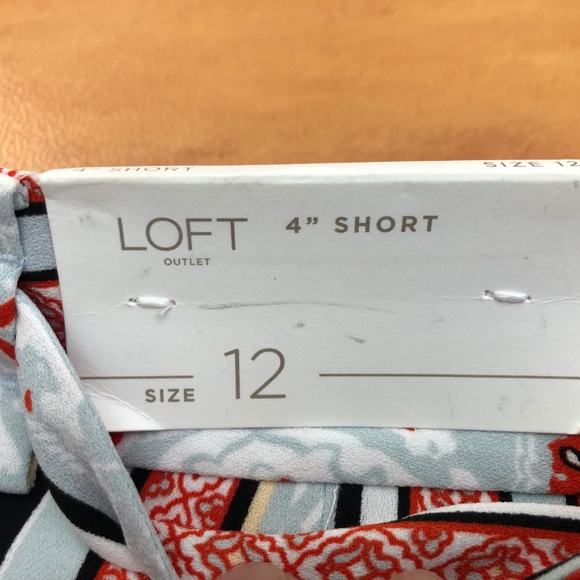 4" SHORT SIZE 12
LOFT 4” SHORT
OUTLET
SIZE 12